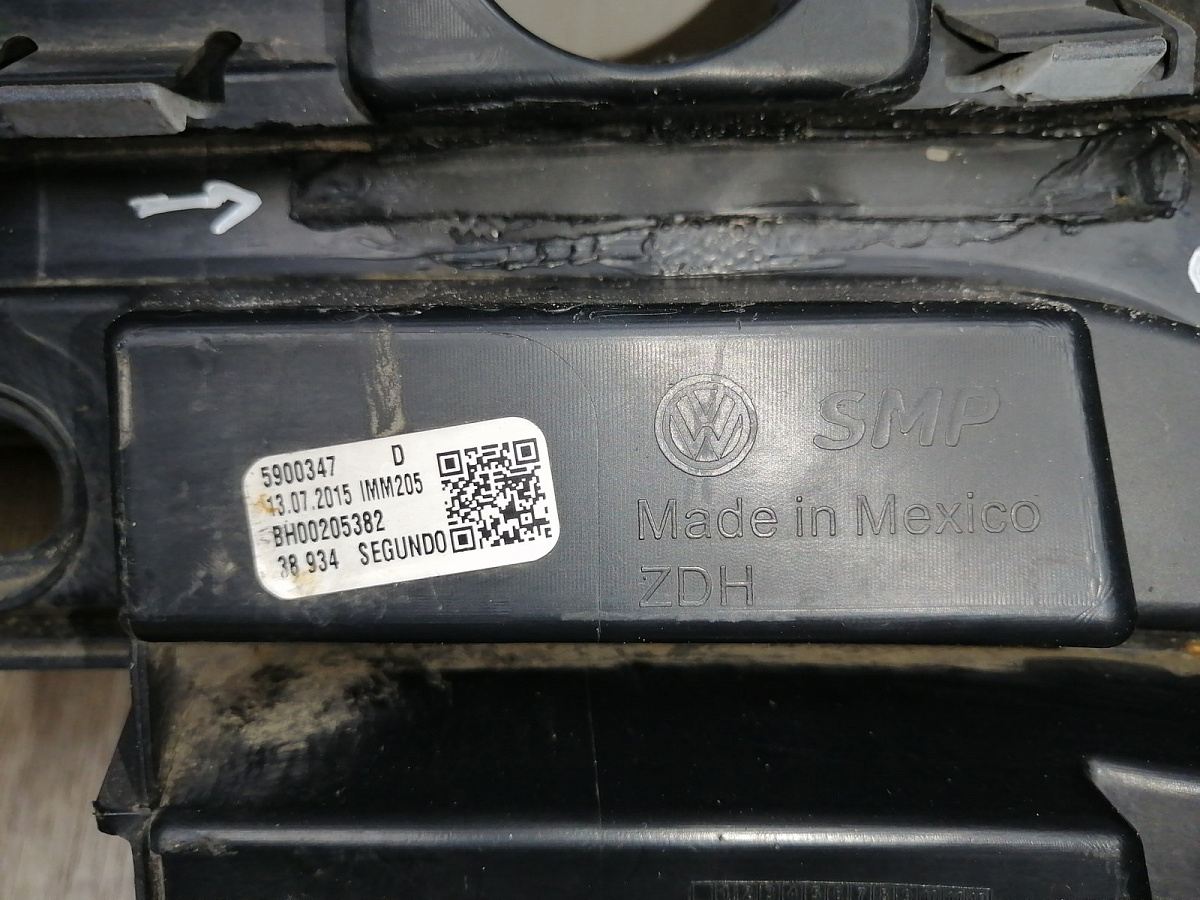 5900347 D
13.07.2015 IMM205
BH00205382
38 934 SEGUNDO
SMP
Made in Mexico
ZDH